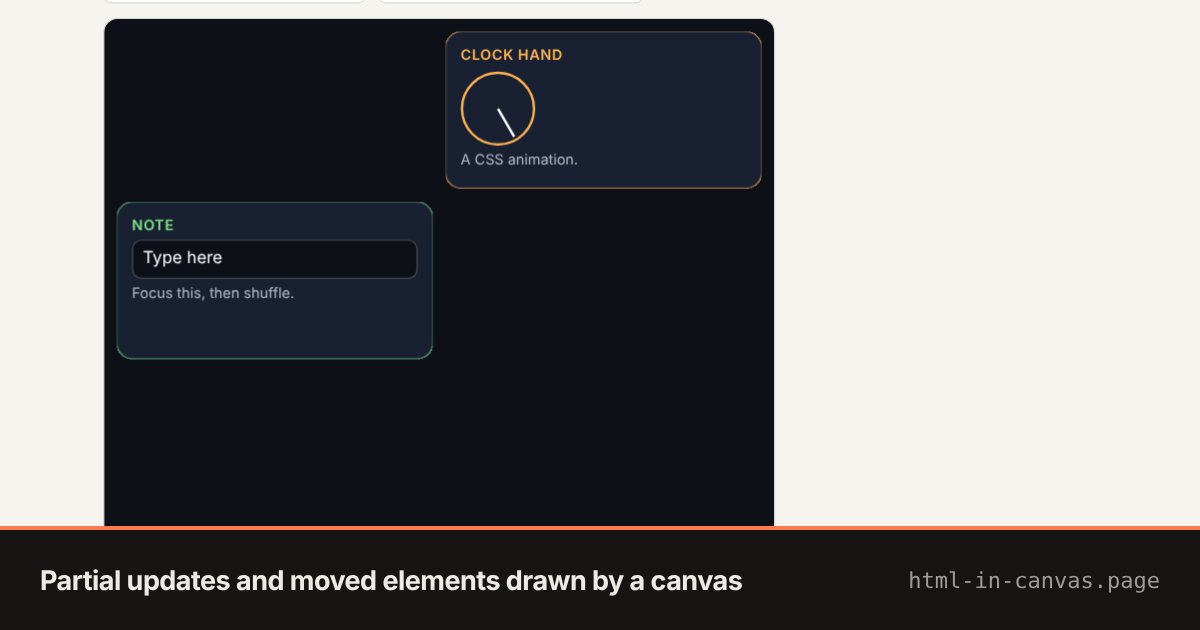 CLOCK HAND
A CSS animation.
NOTE
Type here
Focus this, then shuffle.
Partial updates and moved elements drawn by a canvas
html-in-canvas.page